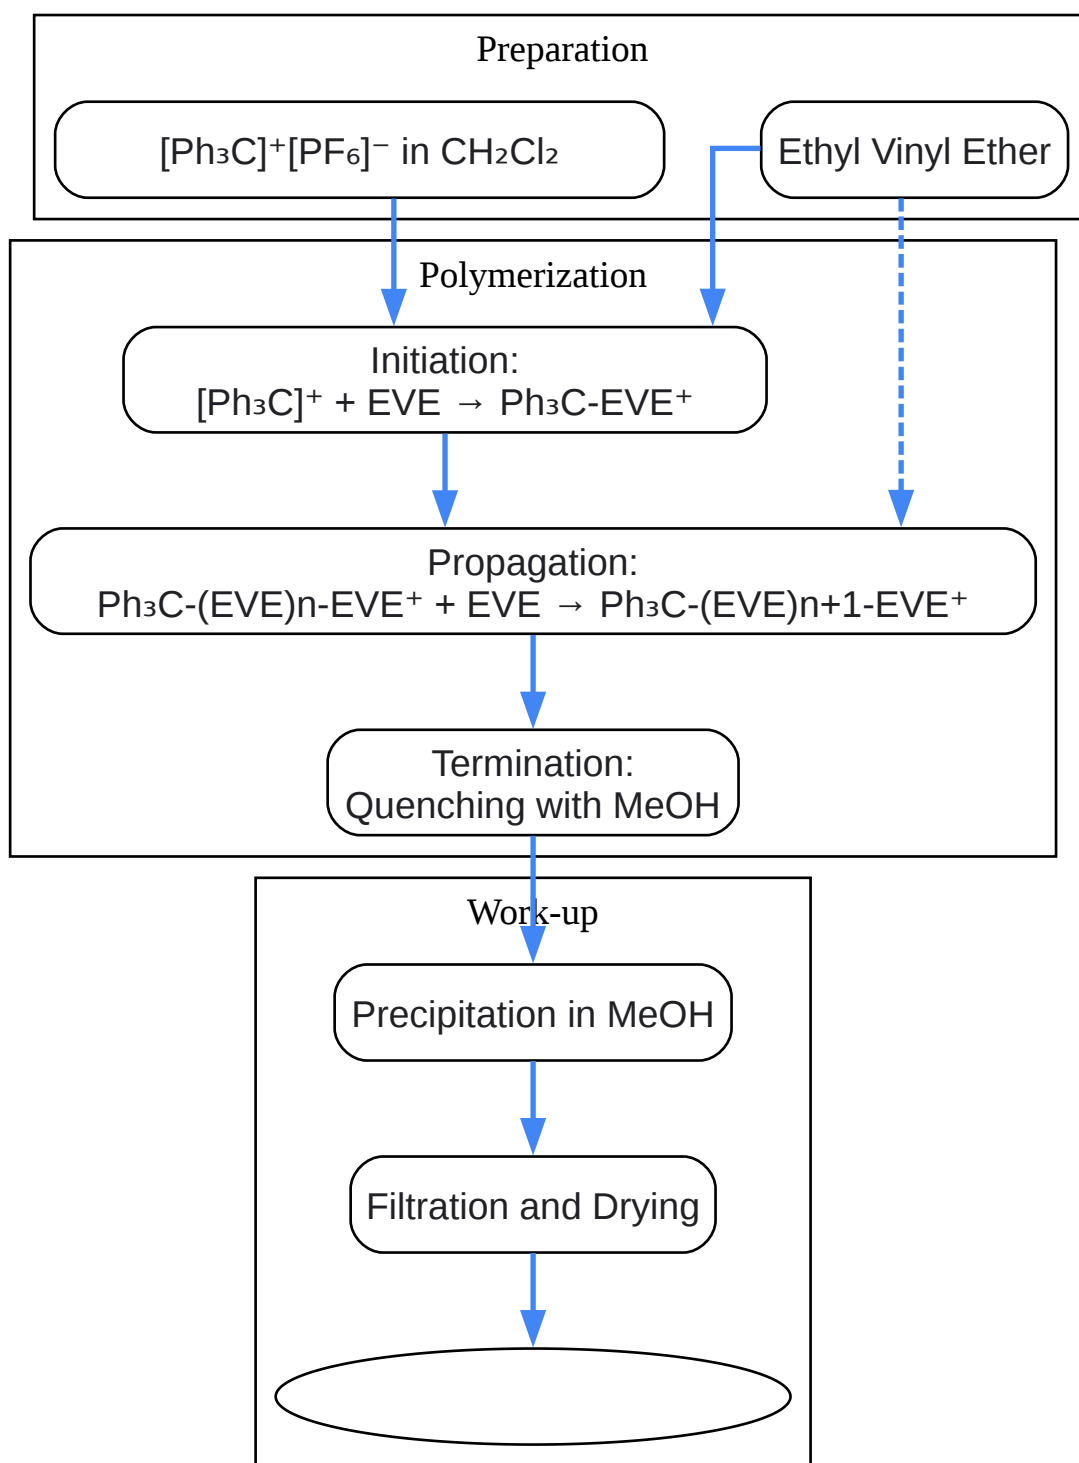 Preparation
[Ph₃C]⁺[PF₆]⁻ in CH₂Cl₂
Ethyl Vinyl Ether
Polymerization
Initiation:
[Ph₃C]⁺ + EVE → Ph₃C-EVE⁺
Propagation:
Ph₃C-(EVE)n-EVE⁺ + EVE → Ph₃C-(EVE)n+1-EVE⁺
Termination:
Quenching with MeOH
Work-up
Precipitation in MeOH
Filtration and Drying